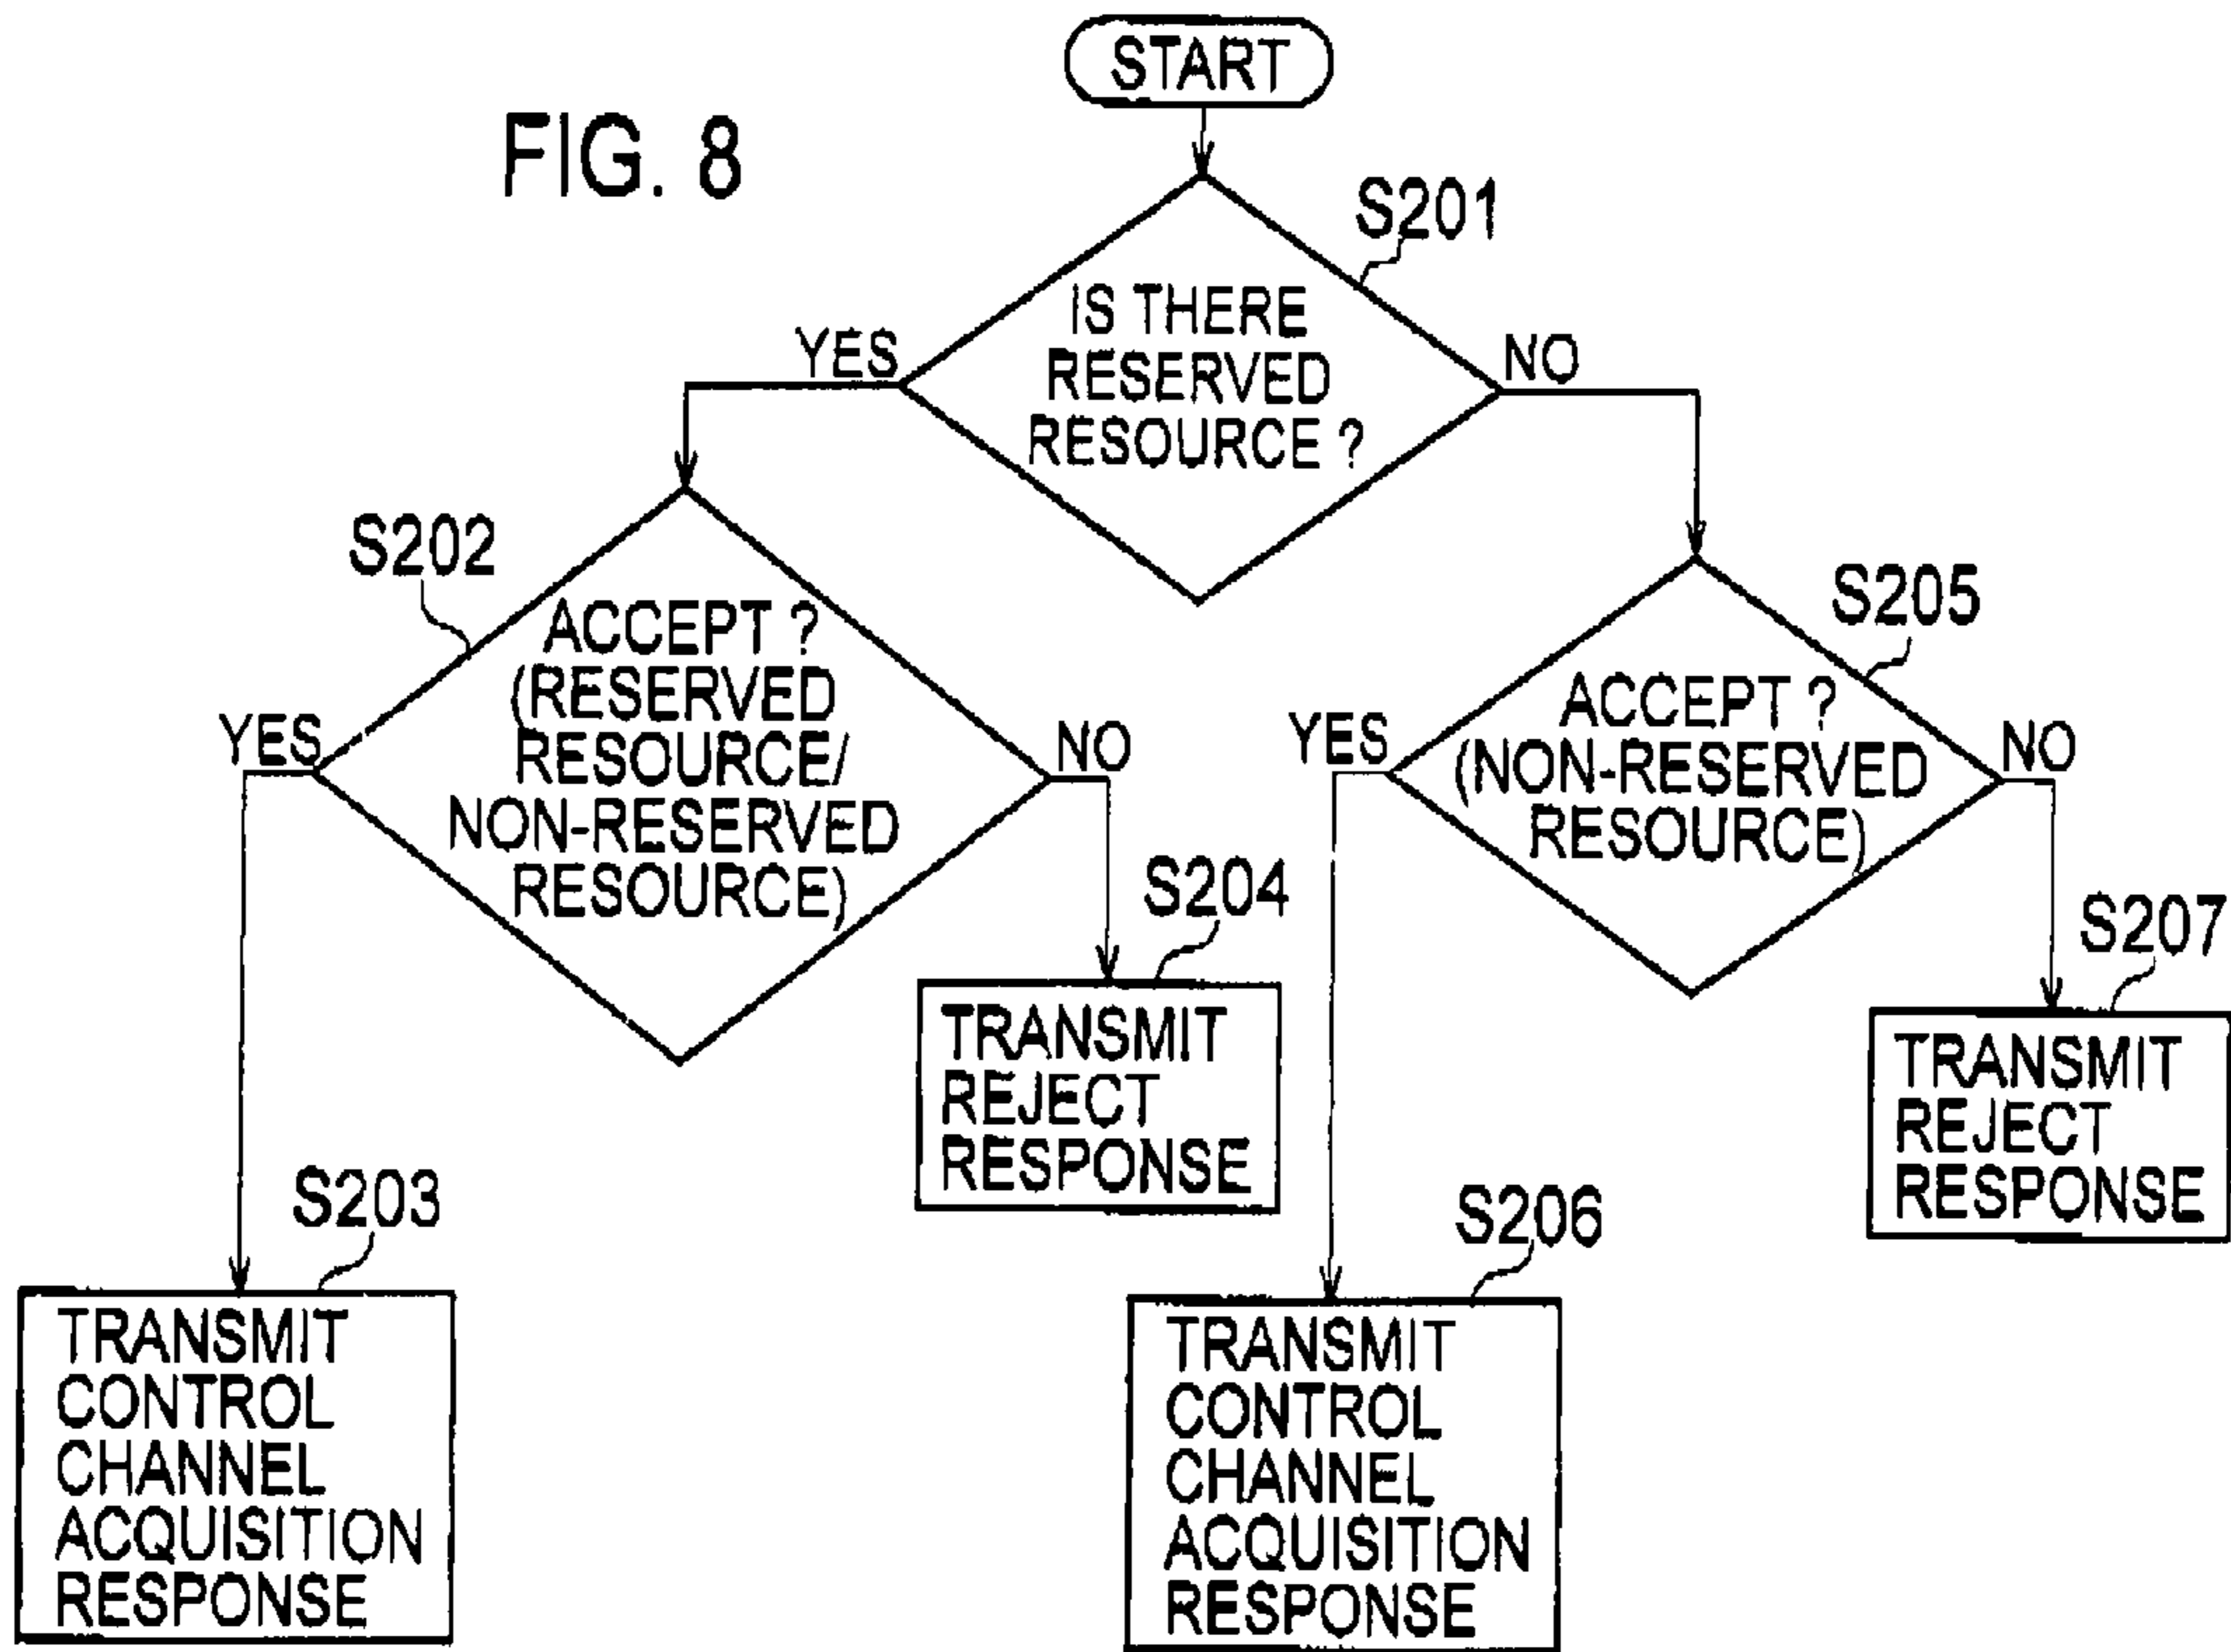 START
FIG. 8
S201
IS THERE
RESERVED
RESOURCE ?
YES
NO
S202
ACCEPT ?
(RESERVED
RESOURCE/
NON-RESERVED
RESOURCE)
YES
NO
S205
ACCEPT ?
(NON-RESERVED
RESOURCE)
YES
NO
S204
TRANSMIT
REJECT
RESPONSE
S207
TRANSMIT
REJECT
RESPONSE
S203
TRANSMIT
CONTROL
CHANNEL
ACQUISITION
RESPONSE
S206
TRANSMIT
CONTROL
CHANNEL
ACQUISITION
RESPONSE